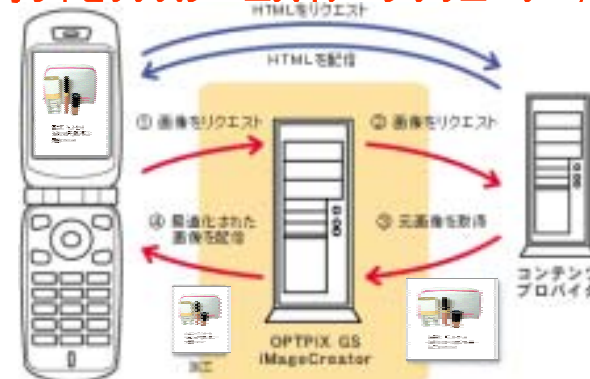 HTMLをリクエスト
HTMLを配信
① 画像をリクエスト
② 画像をリクエスト
④ 最適化された
画像を配信
③ 元画像を取得
コンテンツ
プロバイダ
OPTPiX GS
iMageCreator
加工